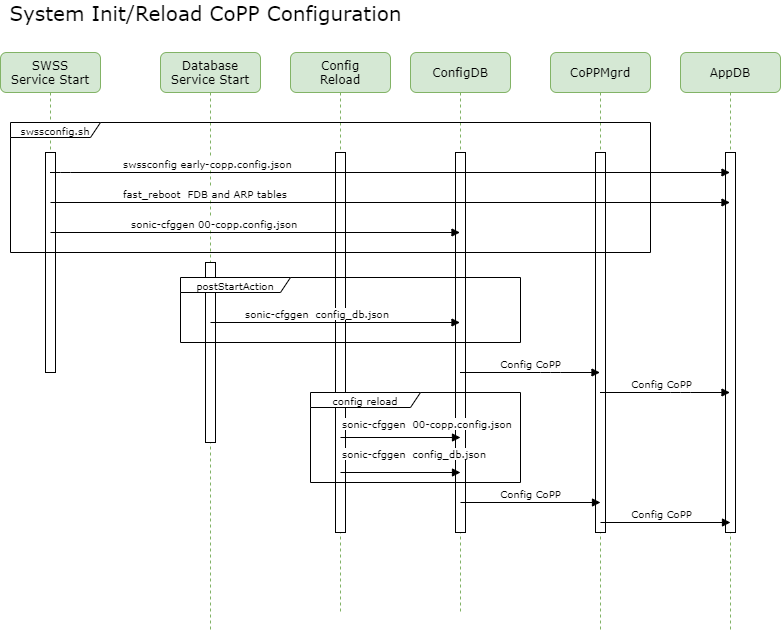 System Init/Reload CoPP Configuration
SWSS
Service Start
Database
Service Start
Config
Reload
ConfigDB
CoPPMgrd
AppDB
swssconfig.sh
swssconfig early-copp.config.json
fast_reboot  FDB and ARP tables
sonic-cfggen 00-copp.config.json
postStartAction
sonic-cfggen  config_db.json
Config CoPP
Config CoPP
config reload
sonic-cfggen  00-copp.config.json
sonic-cfggen  config_db.json
Config CoPP
Config CoPP